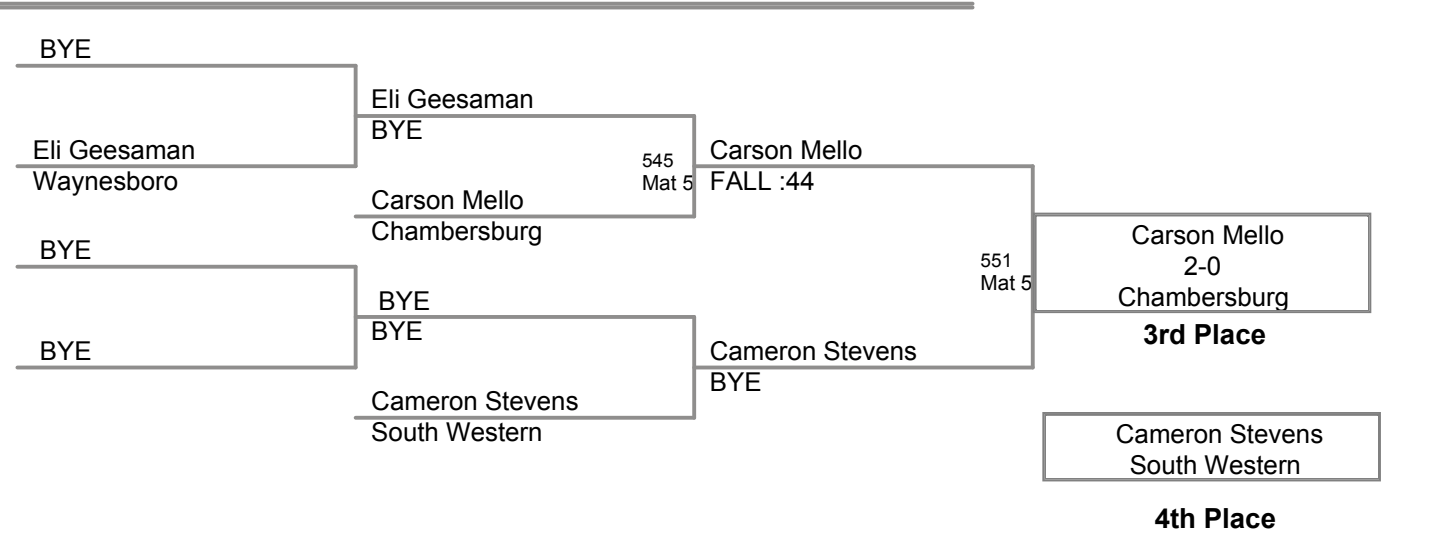 BYE
Eli Geesaman
BYE
Eli Geesaman
Waynesboro
545
Mat 5
Carson Mello
FALL :44
Carson Mello
Chambersburg
BYE
551
Mat 5
Carson Mello
2-0
Chambersburg
3rd Place
BYE
BYE
BYE
Cameron Stevens
BYE
Cameron Stevens
South Western
Cameron Stevens
South Western
4th Place